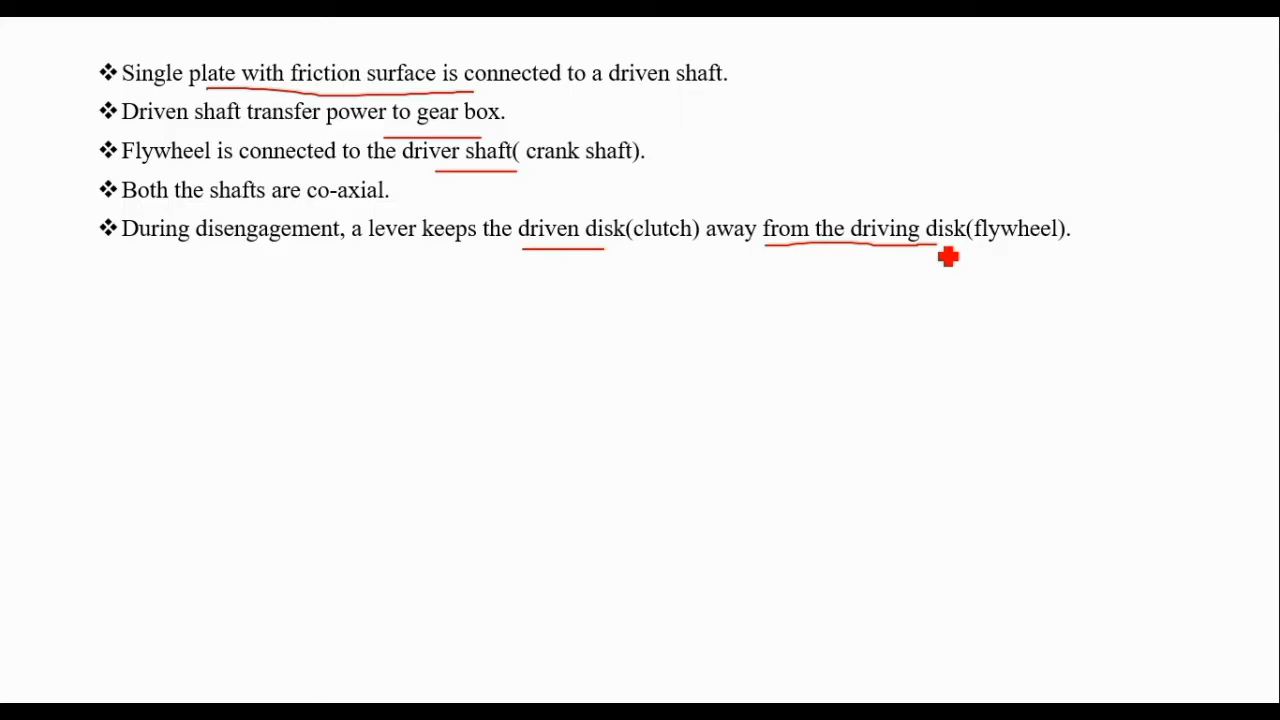 ❖Single plate with friction surface is connected to a driven shaft.
❖Driven shaft transfer power to gear box.
❖Flywheel is connected to the driver shaft( crank shaft).
❖Both the shafts are co-axial.
❖During disengagement, a lever keeps the driven disk(clutch) away from the driving disk(flywheel).